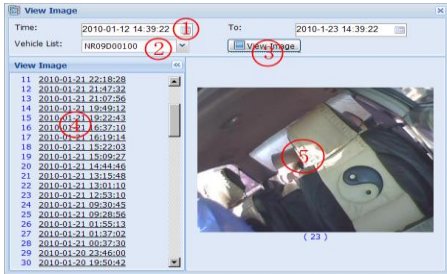 View Image
Time: 2010-01-12 14:39:22 1 To: 2010-1-23 14:39:22
Vehicle List: NR09D00100 2 View Image 3
View Image
11 2010-01-21 22:18:28
12 2010-01-21 21:47:32
13 2010-01-21 21:07:56
14 2010-01-21 19:49:12
15 2010-01-21 19:22:43
16 2010-01-21 16:37:10
17 2010-01-21 16:19:14
18 2010-01-21 15:22:03
19 2010-01-21 15:09:27
20 2010-01-21 14:44:46
21 2010-01-21 13:15:48
22 2010-01-21 13:01:10
23 2010-01-21 12:53:10
24 2010-01-21 09:30:45
25 2010-01-21 09:28:56
26 2010-01-21 01:55:13
27 2010-01-21 01:37:02
28 2010-01-21 00:37:30
29 2010-01-20 23:46:00
30 2010-01-20 19:50:42
4
5
( 23 )